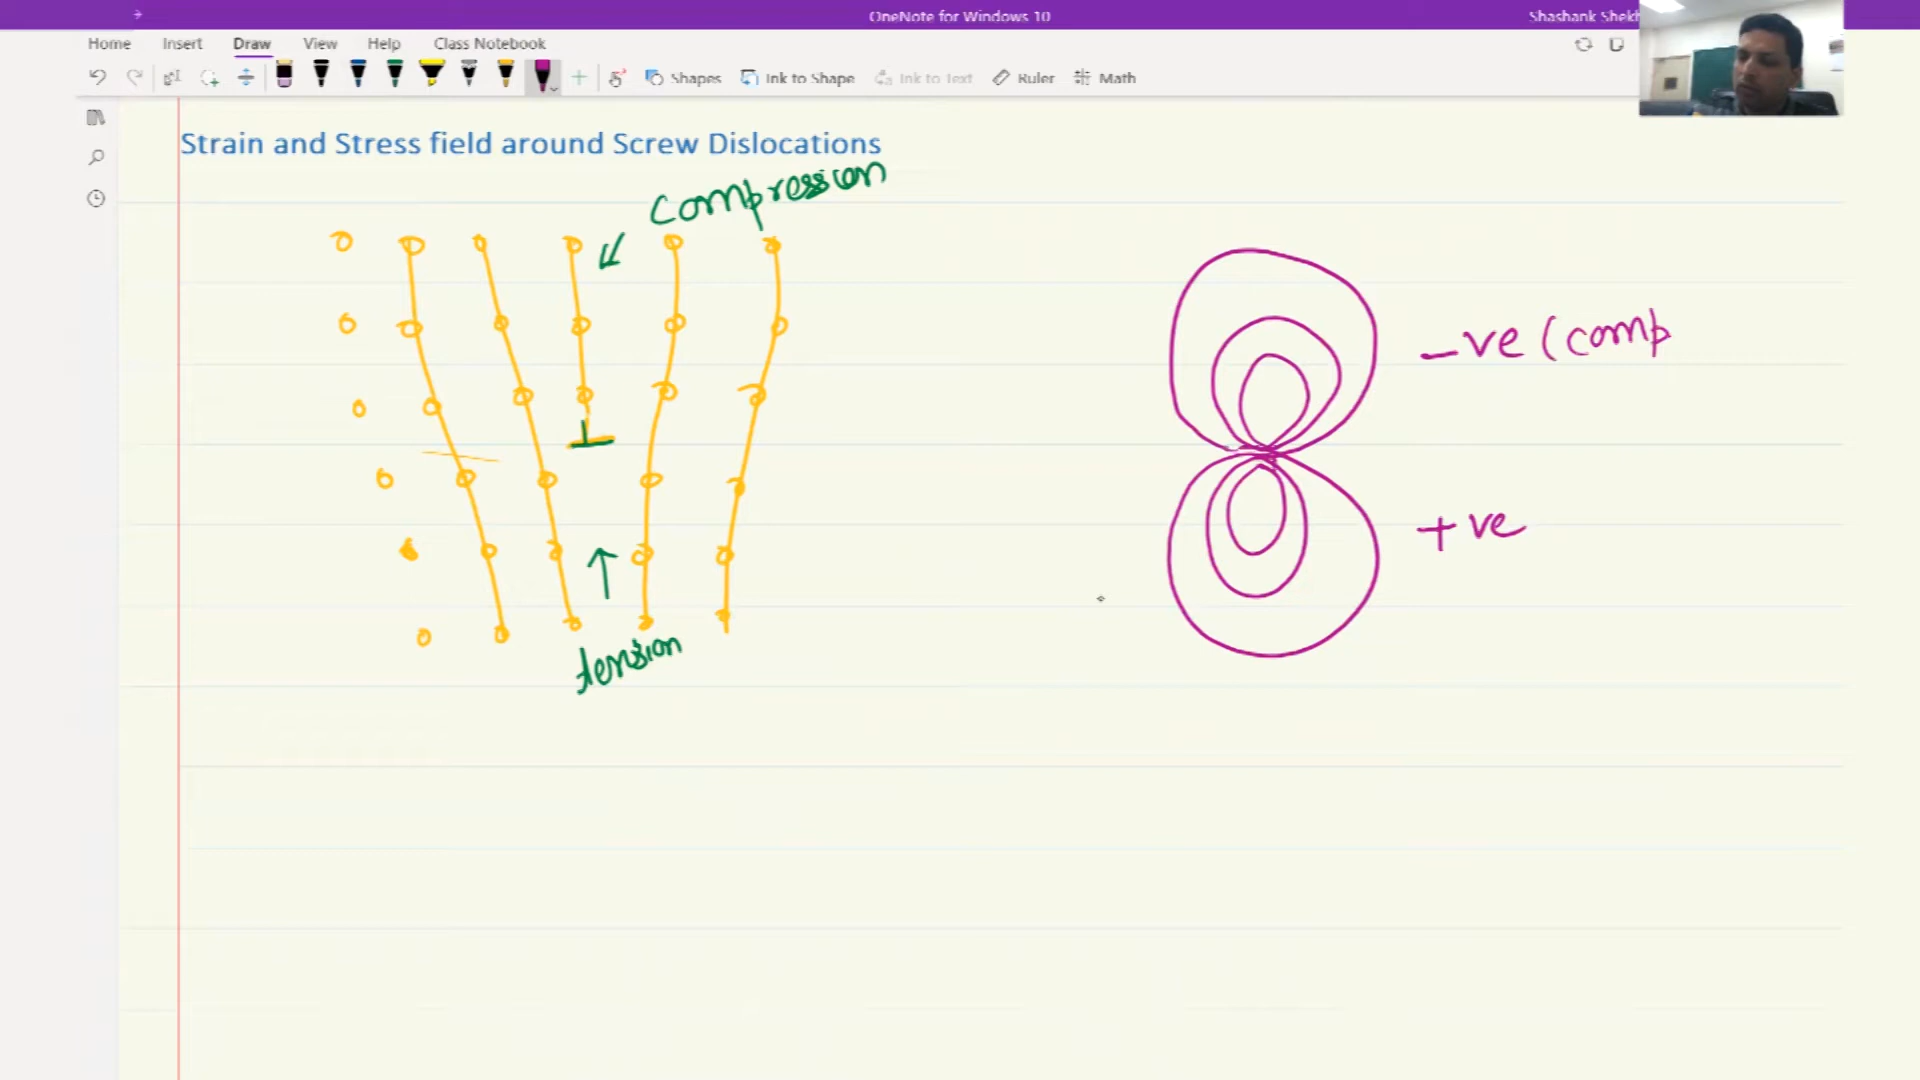 OneNote for Windows 10
Shashank Shekh
Home Insert Draw View Help Class Notebook
Shapes Ink to Shape Ink to Text Ruler Math
Strain and Stress field around Screw Dislocations
compression
-ve (comp
+ve
tension